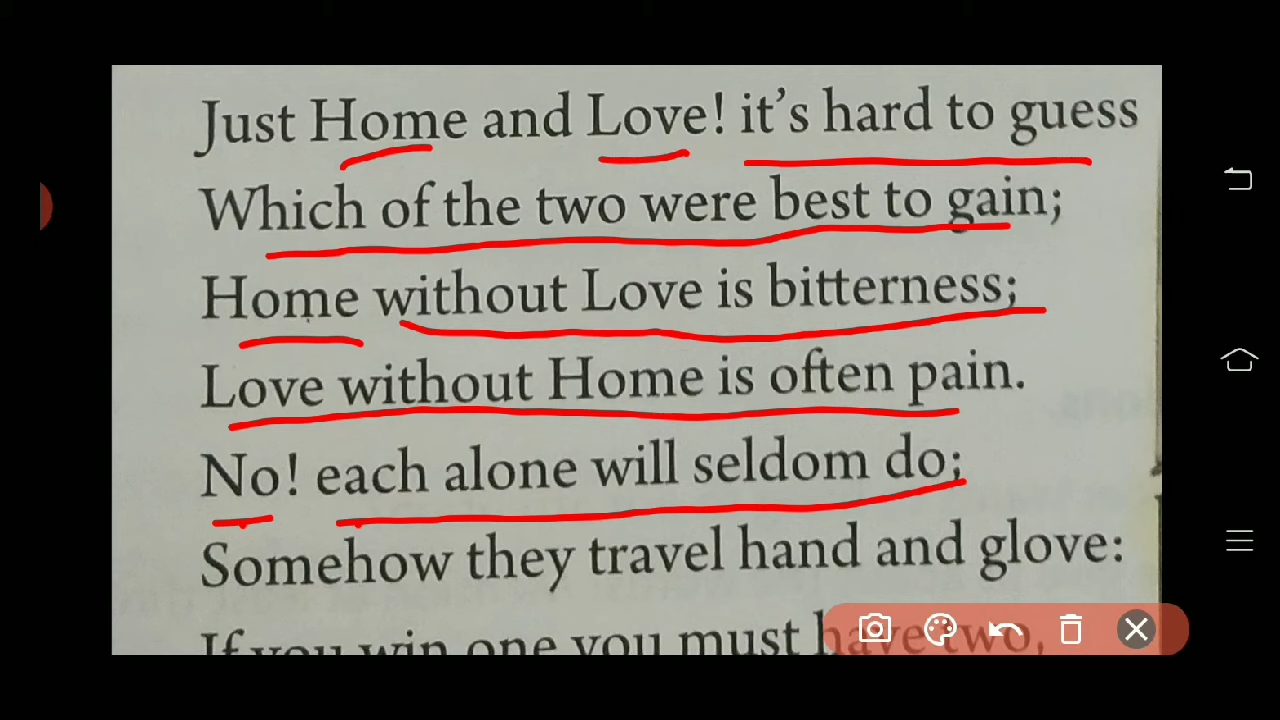 Just Home and Love! it's hard to guess
Which of the two were best to gain;
Home without Love is bitterness;
Love without Home is often pain.
No! each alone will seldom do;
Somehow they travel hand and glove:
If you win one you must have two,